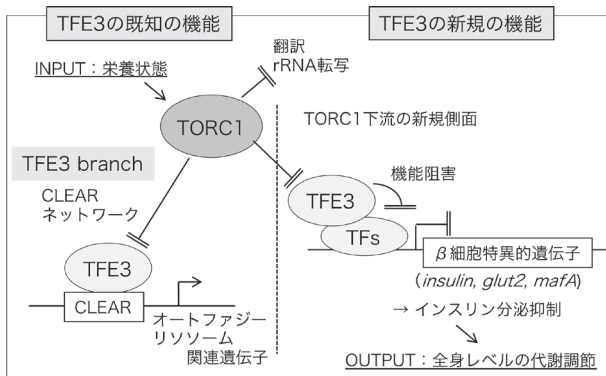 TFE3の既知の機能
TFE3の新規の機能
INPUT：栄養状態
翻訳
rRNA転写
TORC1
TORC1下流の新規側面
TFE3 branch
CLEAR
ネットワーク
TFE3
CLEAR
オートファジー
リソソーム
関連遺伝子
機能阻害
TFE3
TFs
β細胞特異的遺伝子
（insulin, glut2, mafA）
→ インスリン分泌抑制
OUTPUT：全身レベルの代謝調節